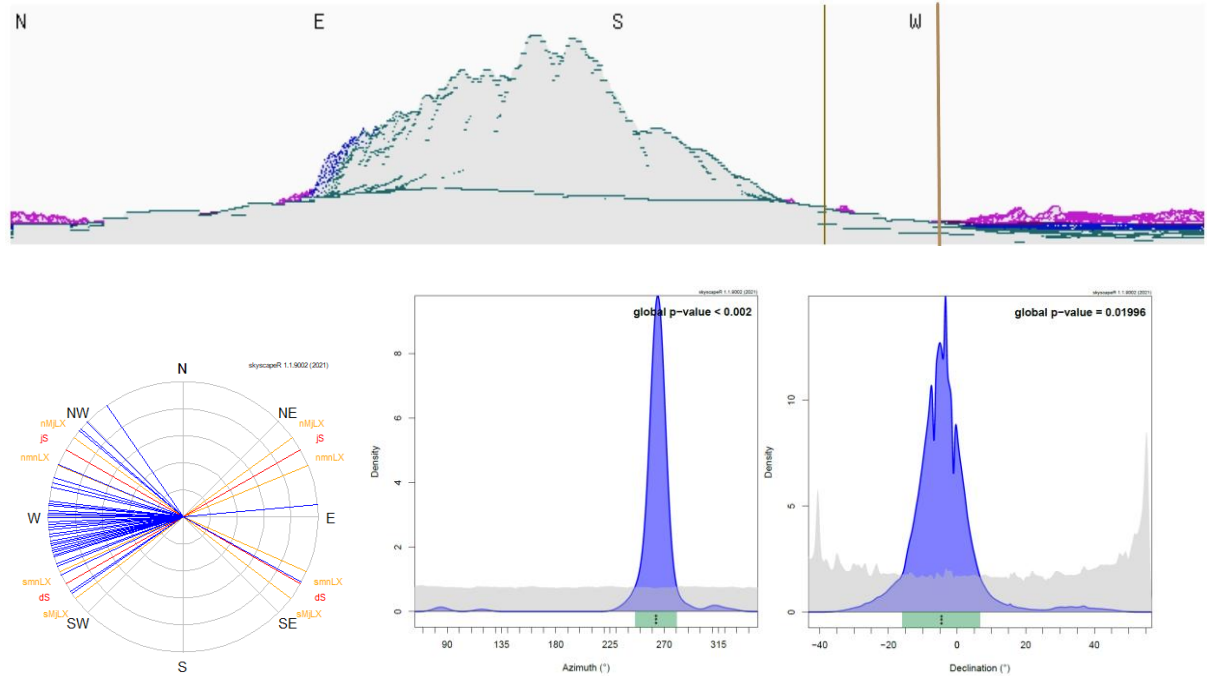 N E S W
skyscapeR 1.1.9002 (2021)
N
NW NE
nMjLX nMjLX
jS jS
nmnLX nmnLX
W E
smnLX smnLX
dS dS
sMjLX sMjLX
SW SE
S
skyscapeR 1.1.9002 (2021)
global p-value < 0.002
Density
8
6
4
2
0
***
90 135 180 225 270 315
Azimuth (°)
skyscapeR 1.1.9002 (2021)
global p-value = 0.01996
Density
10
5
0
***
−40 −20 0 20 40
Declination (°)